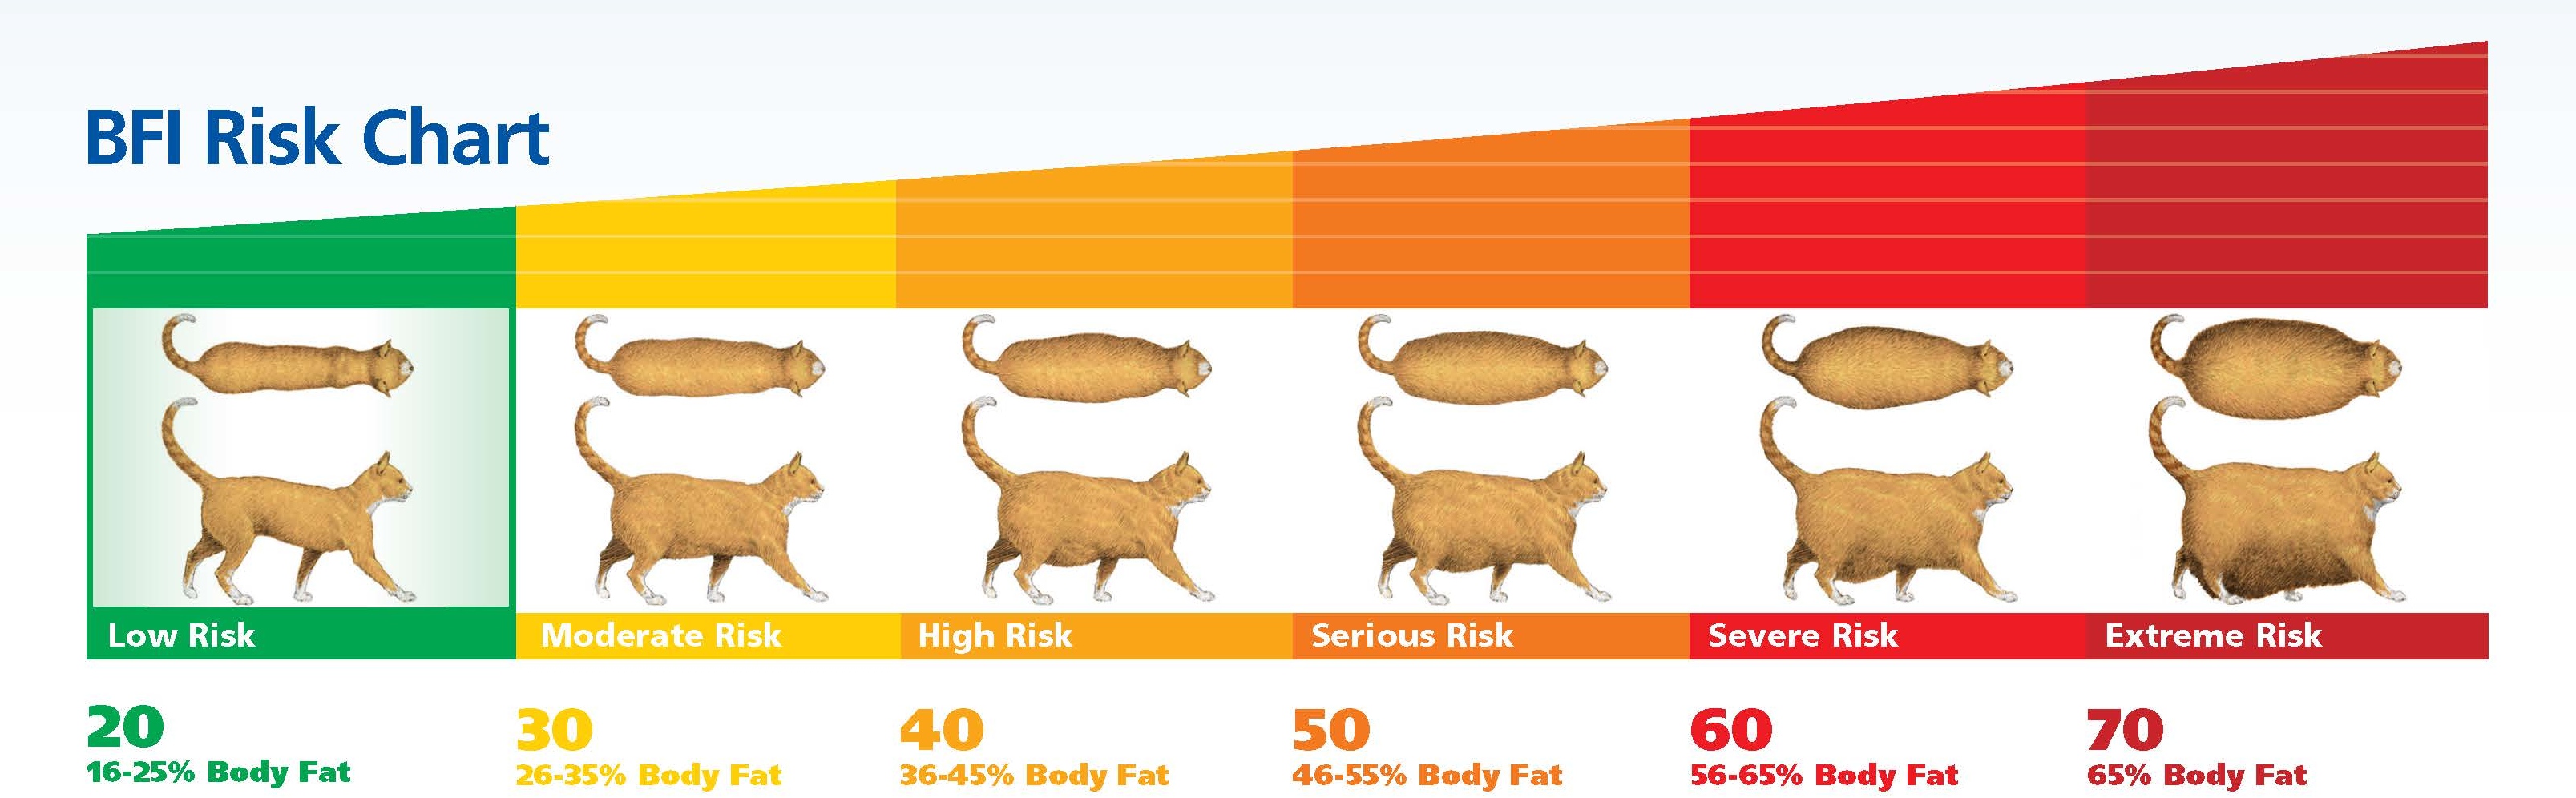 BFI Risk Chart
Low Risk
Moderate Risk
High Risk
Serious Risk
Severe Risk
Extreme Risk
20
16-25% Body Fat
30
26-35% Body Fat
40
36-45% Body Fat
50
46-55% Body Fat
60
56-65% Body Fat
70
65% Body Fat